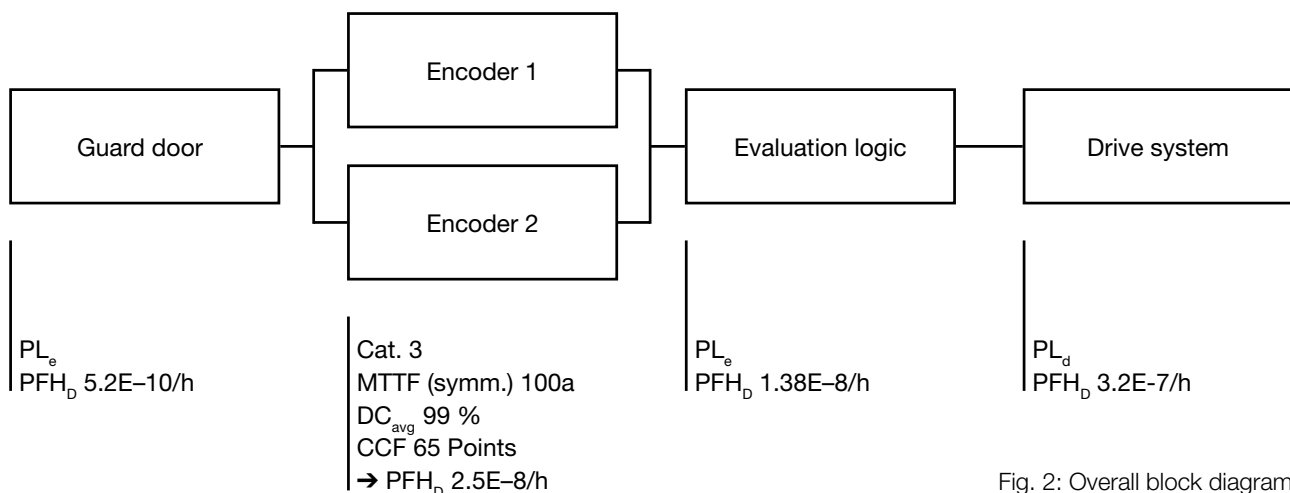 Encoder 1
Guard door
Evaluation logic
Drive system
Encoder 2
PLe
PFHD 5.2E–10/h
Cat. 3
MTTF (symm.) 100a
DCavg 99 %
CCF 65 Points
➔ PFHD 2.5E–8/h
PLe
PFHD 1.38E–8/h
PLd
PFHD 3.2E-7/h
Fig. 2: Overall block diagram